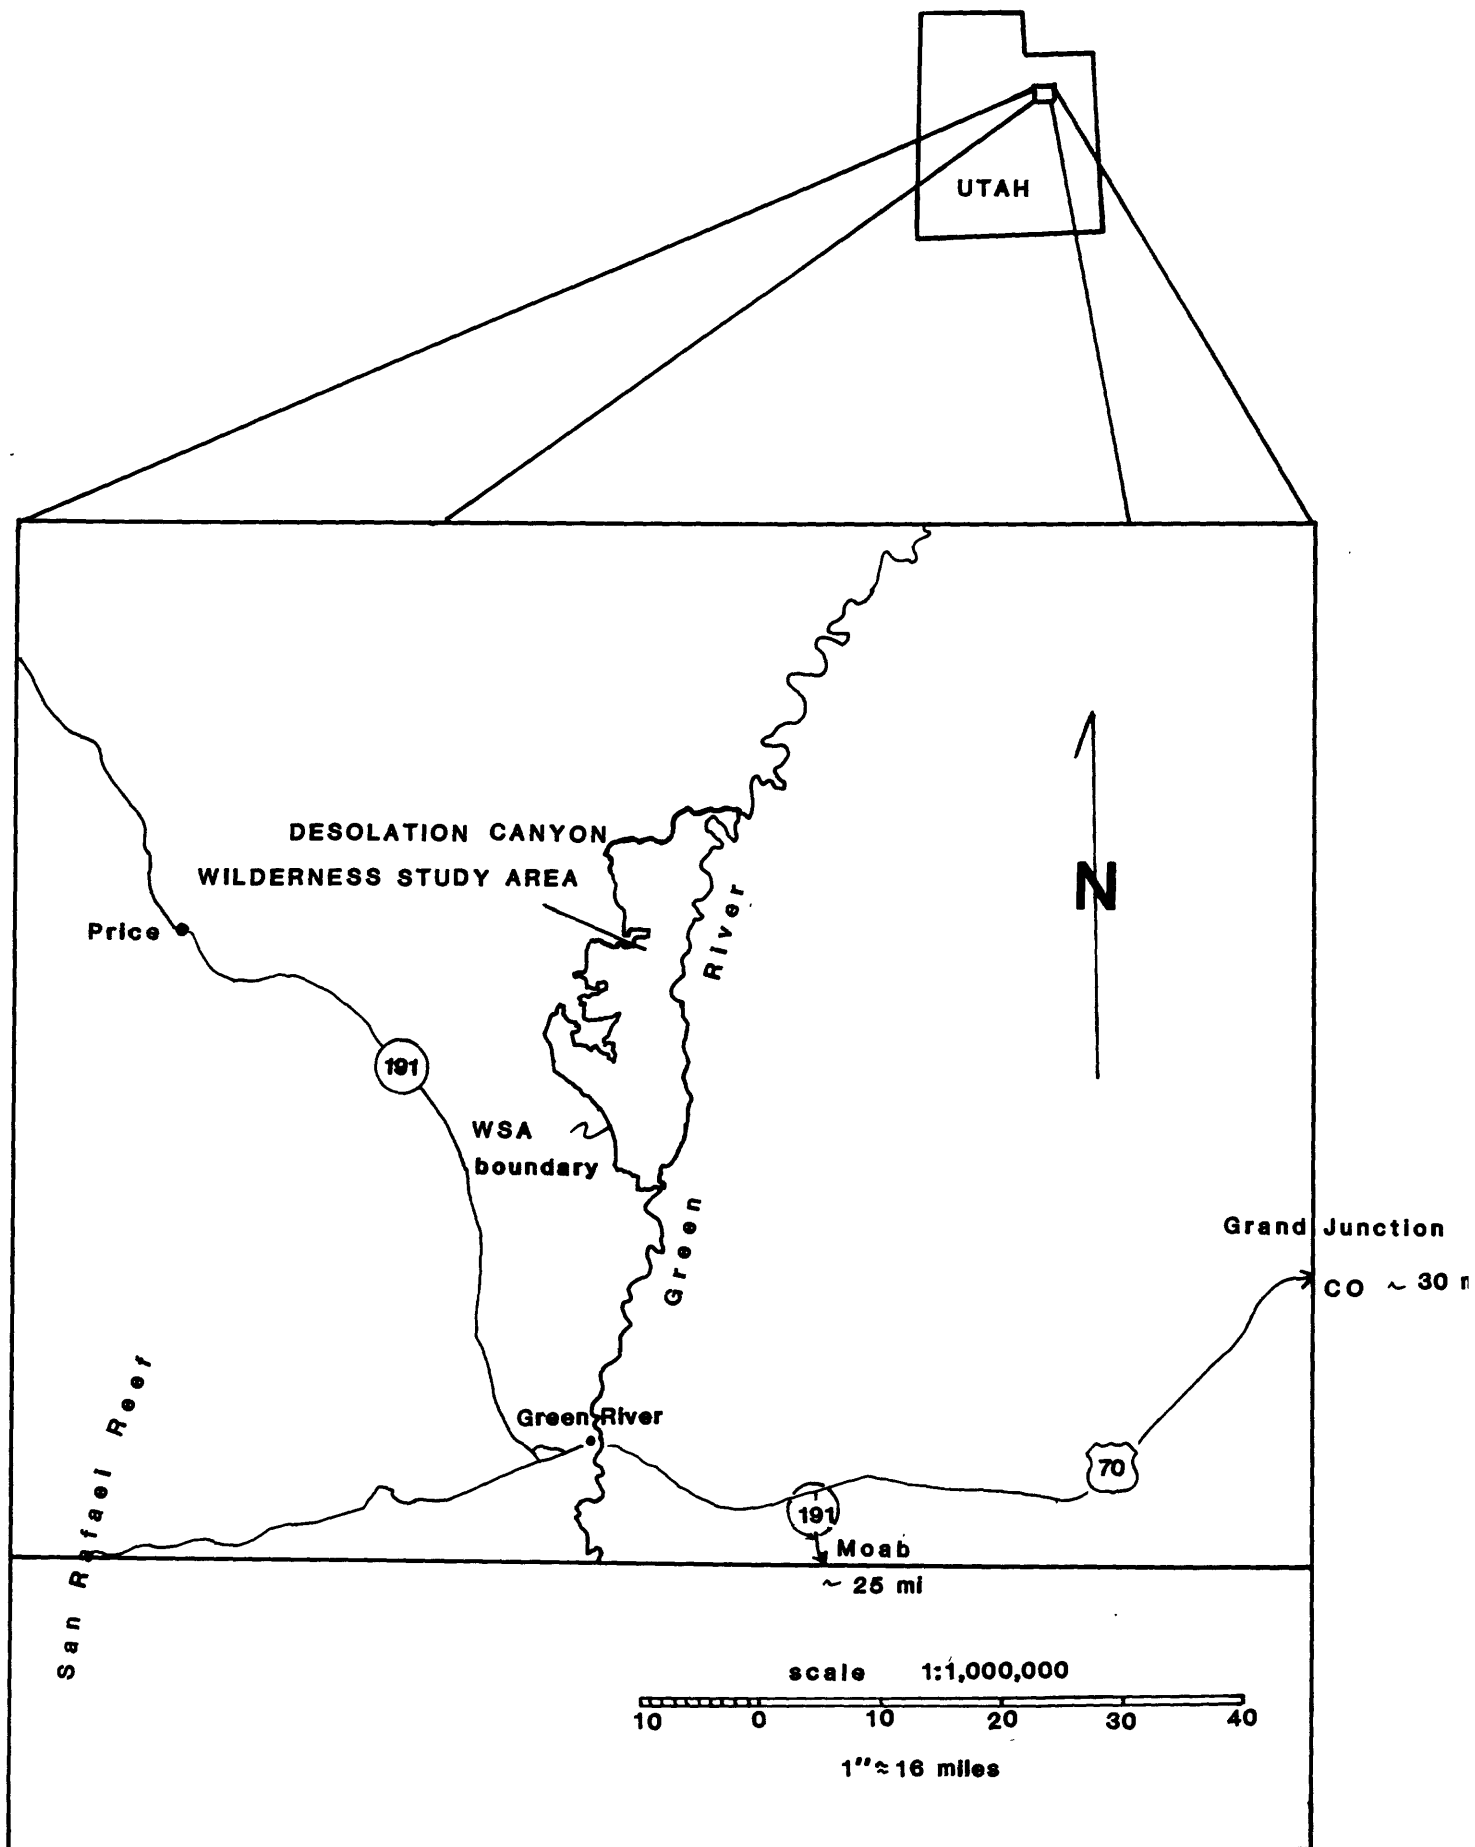 UTAH
DESOLATION CANYON
WILDERNESS STUDY AREA
River
N
Price
191
WSA
boundary
Green
Grand Junction
CO ~ 30
San Rafael Reef
Green River
70
191
Moab
~ 25 mi
scale 1:1,000,000
10 0 10 20 30 40
1" ≈ 16 miles